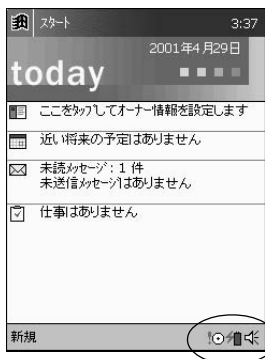 スタート 3:37
2001年4月29日
today
ここをタップしてオーナー情報を設定します
近い将来の予定はありません
未読メッセージ: 1 件
未送信メッセージはありません
仕事はありません
新規